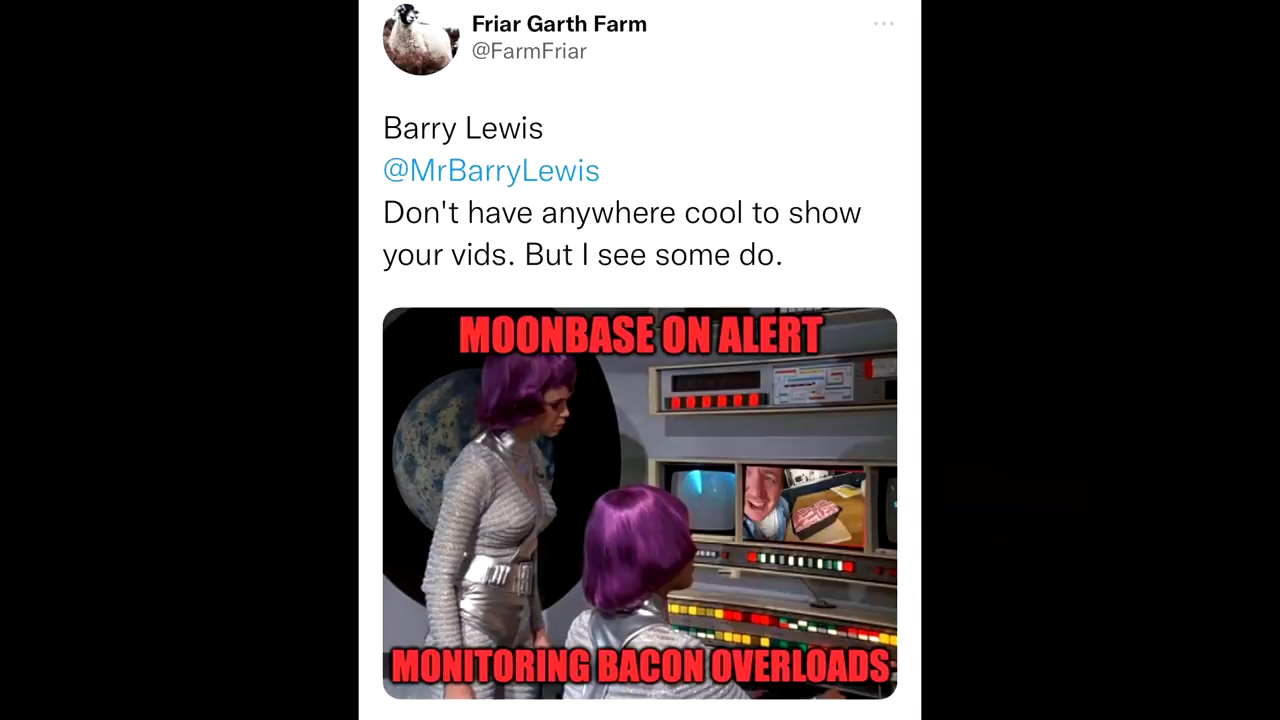 Friar Garth Farm
@FarmFriar
Barry Lewis
@MrBarryLewis
Don't have anywhere cool to show
your vids. But I see some do.
MOONBASE ON ALERT
MONITORING BACON OVERLOADS